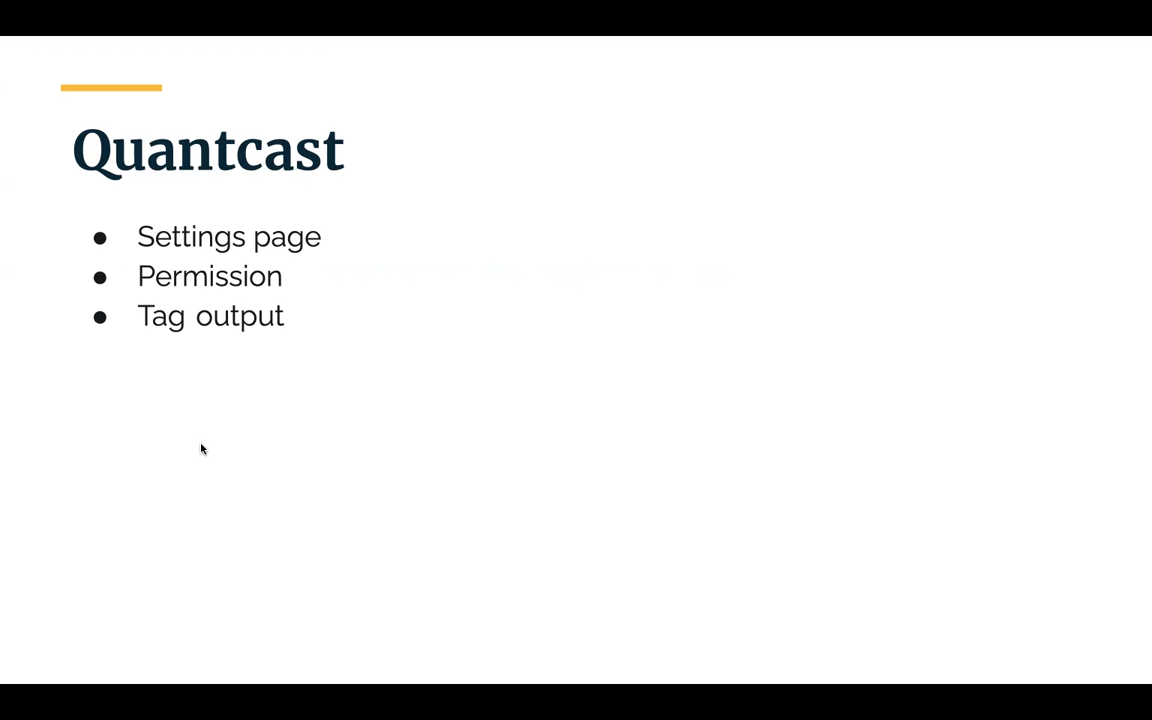 Quantcast
● Settings page
● Permission
● Tag output